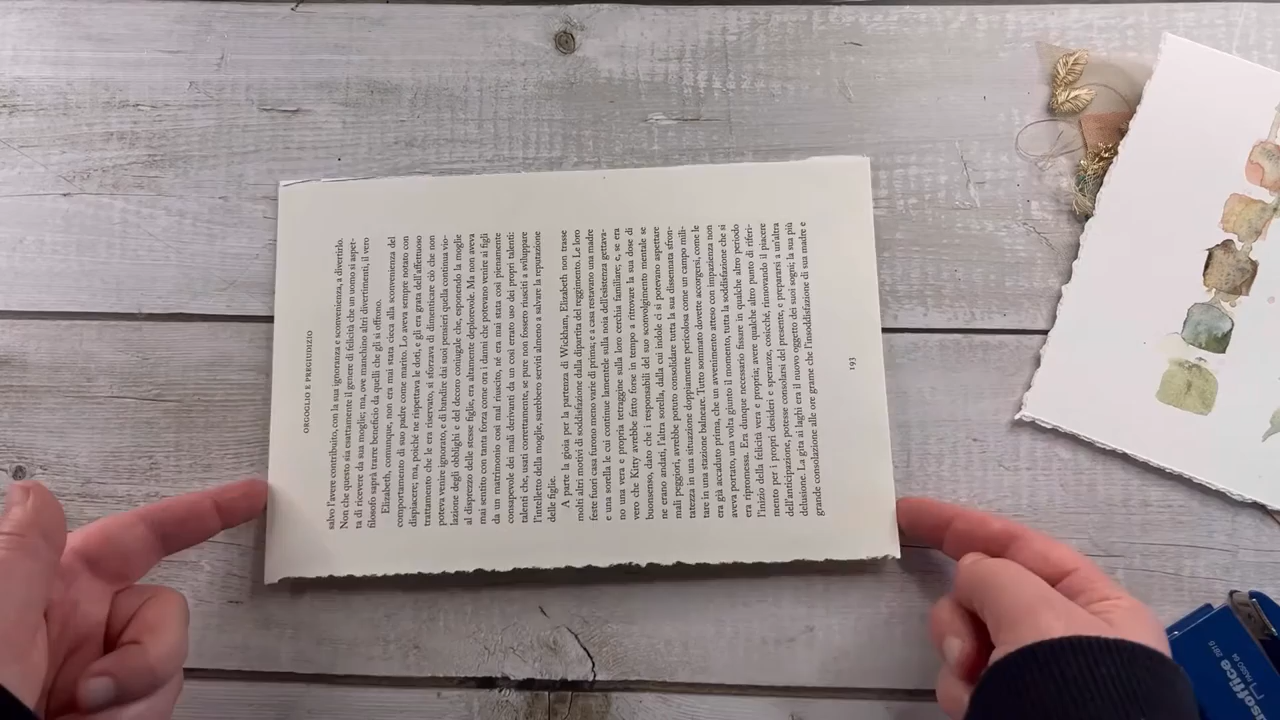 ORGOGLIO E PREGIUDIZIO
salvo l'avere contribuito, con la sua ignoranza e sconvenienza, a divertirlo.
Non che questo sia esattamente il genere di felicità che un uomo si aspet-
ta di ricevere da sua moglie; ma, ove manchino altri divertimenti, il vero
filosofo saprà trarre beneficio da quelli che gli si offrono.
Elizabeth, comunque, non era mai stata cieca alla sconvenienza del
comportamento di suo padre come marito. Lo aveva sempre notato con
dispiacere; ma, poiché ne rispettava le doti, e gli era grata dell'affettuoso
trattamento che le era riservato, si sforzava di dimenticare ciò che non
poteva venire ignorato, e di bandire dai suoi pensieri quella continua vio-
lazione degli obblighi e del decoro coniugale che, esponendo la moglie
al disprezzo delle stesse figlie, era altamente deplorevole. Ma non aveva
mai sentito con tanta forza come ora i danni che potevano venire ai figli
da un matrimonio così mal riuscito, né era mai stata così pienamente
consapevole dei mali derivanti da un così errato uso dei propri talenti:
talenti che, usati correttamente, se pure non fossero riusciti a sviluppare
l'intelletto della moglie, sarebbero serviti almeno a salvare la reputazione
delle figlie.
A parte la gioia per la partenza di Wickham, Elizabeth non trasse
molti altri motivi di soddisfazione dalla dipartita del reggimento. Le loro
feste fuori casa furono meno varie di prima; e a casa restavano una madre
e una sorella le cui continue lamentele sulla noia dell'esistenza gettava-
no una vera e propria tetraggine sulla loro cerchia familiare; e, se era
vero che Kitty avrebbe fatto forse in tempo a ritrovare la sua dose di
buonsenso, dato che i responsabili del suo sconvolgimento mentale se
ne erano andati, l'altra sorella, dalla cui indole ci si potevano aspettare
mali peggiori, avrebbe potuto consolidare tutta la sua dissennata sfron-
tatezza in una situazione doppiamente pericolosa come un campo mili-
tare in una stazione balneare. Tutto sommato dovette accorgersi, come le
era già accaduto prima, che un avvenimento atteso con impazienza non
aveva portato, una volta giunto il momento, tutta la soddisfazione che si
era ripromessa. Era dunque necessario fissare in qualche altro periodo
l'inizio della felicità vera e propria; avere qualche altro punto di riferi-
mento per i propri desideri e speranze, cosicché, rinnovando il piacere
dell'anticipazione, potesse consolarsi del presente, e prepararsi a un'altra
delusione. La gita ai laghi era il nuovo oggetto dei suoi sogni; la sua più
grande consolazione alle ore grame che l'insoddisfazione di sua madre e
193
office